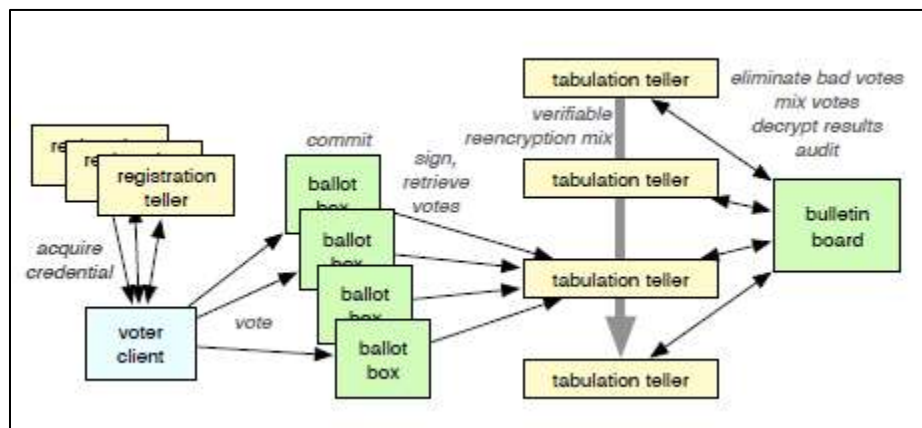 tabulation teller
eliminate bad votes
mix votes
decrypt results
audit
verifiable
reencryption mix
commit
sign,
retrieve
votes
registration
teller
ballot
box
ballot
box
ballot
box
ballot
box
tabulation teller
bulletin
board
acquire
credential
tabulation teller
vote
voter
client
tabulation teller